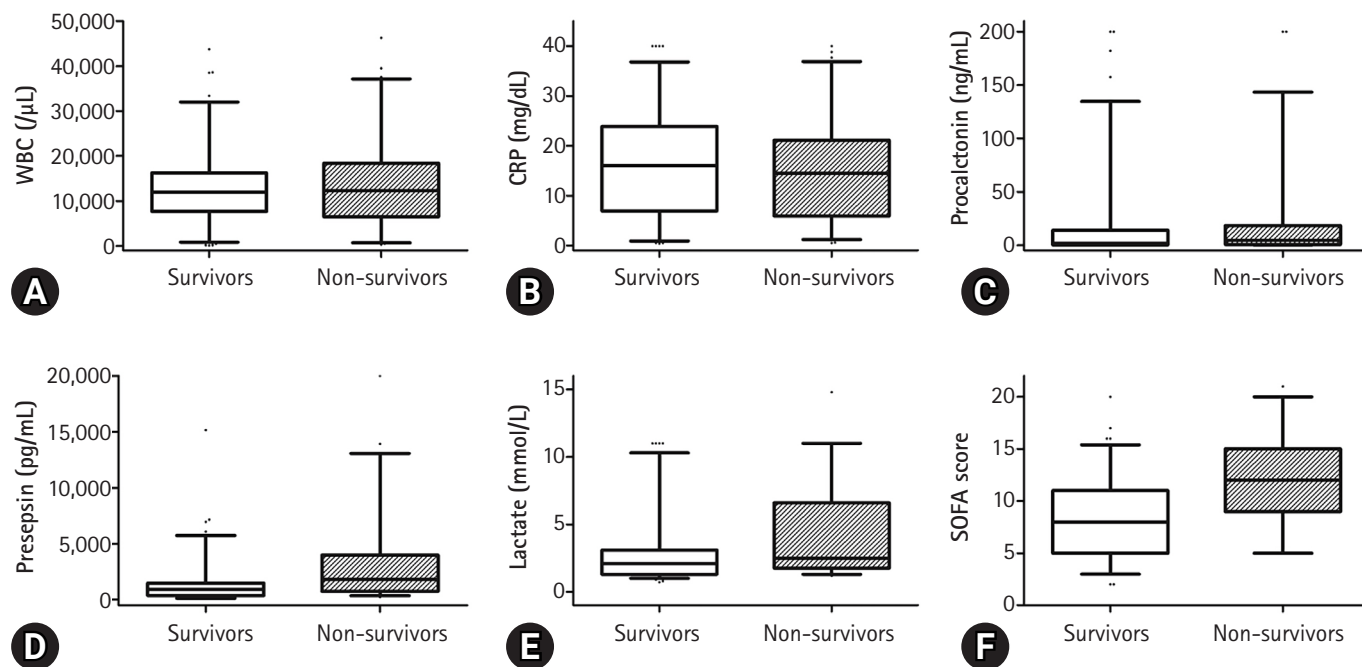 WBC (/μL)
50,000
40,000
30,000
20,000
10,000
0
Survivors
Non-survivors
A
CRP (mg/dL)
40
30
20
10
0
Survivors
Non-survivors
B
Procalctonin (ng/mL)
200
150
100
50
0
Survivors
Non-survivors
C
Presepsin (pg/mL)
20,000
15,000
10,000
5,000
0
Survivors
Non-survivors
D
Lactate (mmol/L)
15
10
5
0
Survivors
Non-survivors
E
SOFA score
20
15
10
5
0
Survivors
Non-survivors
F